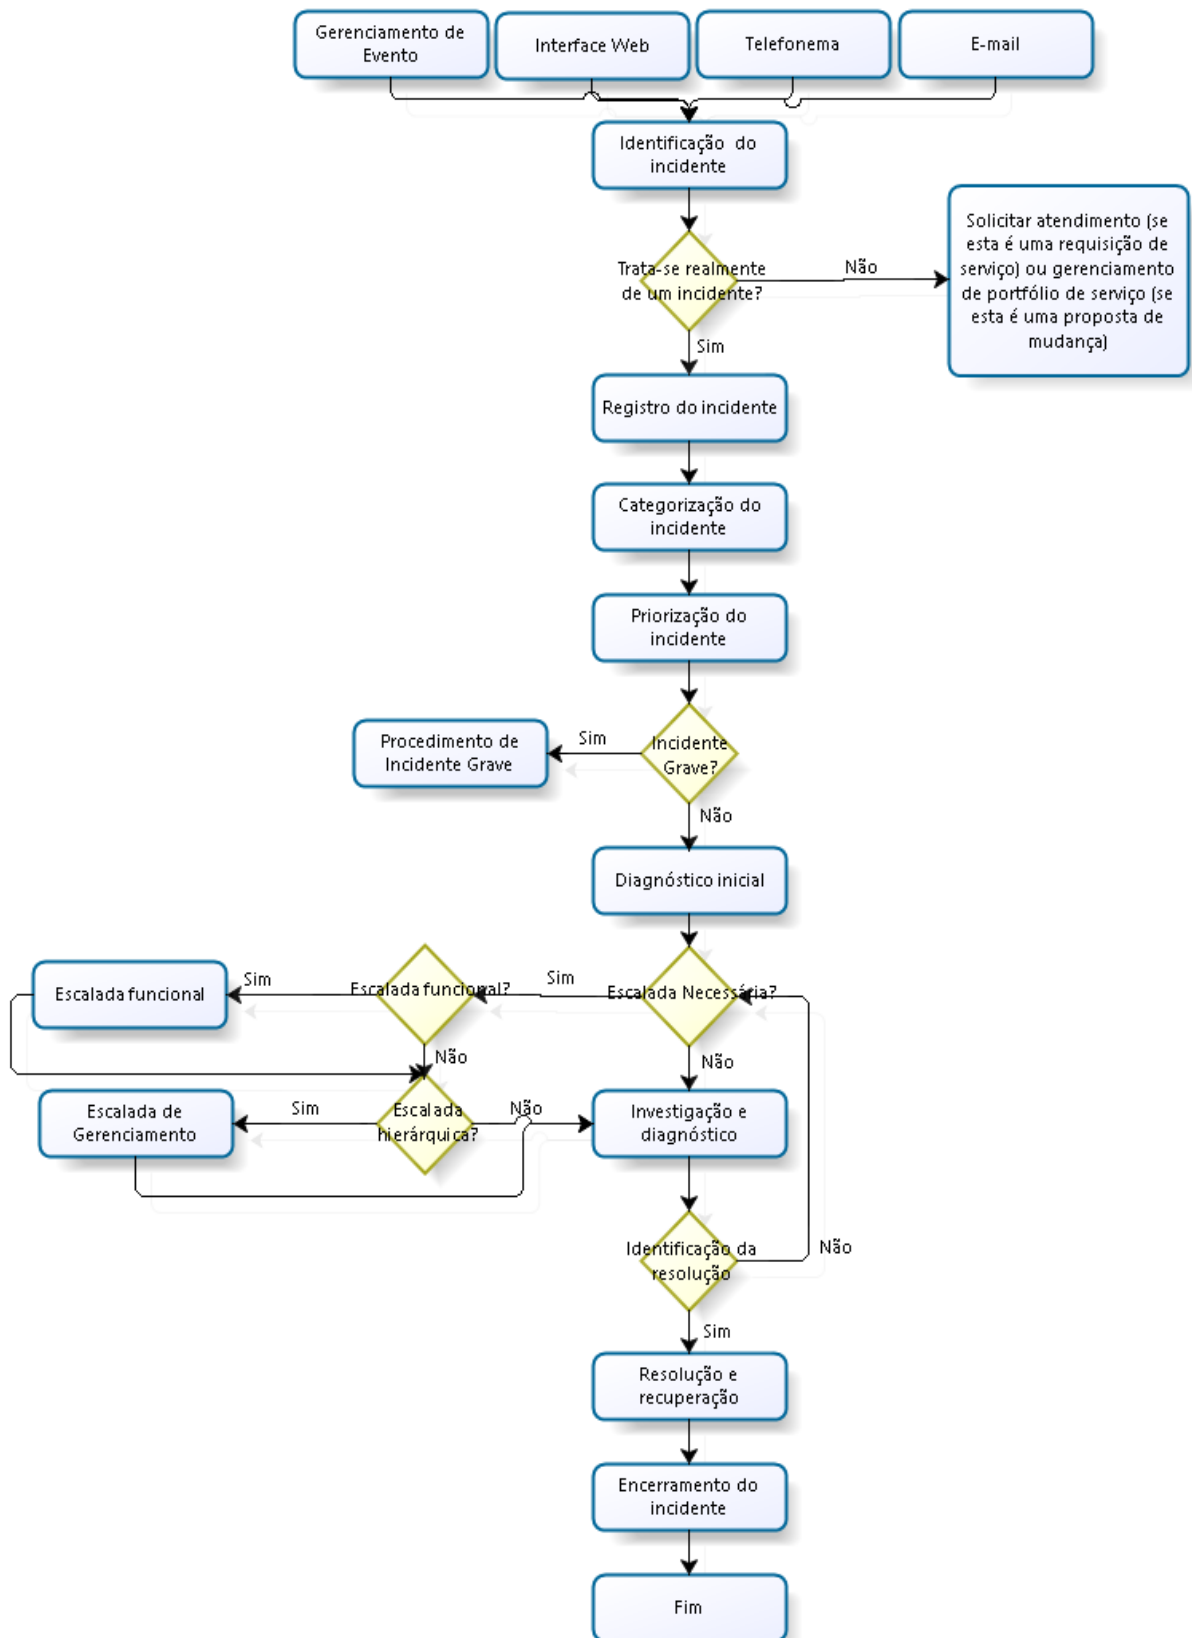 Gerenciamento de
Evento
Interface Web
Telefonema
E-mail
Identificação do
incidente
Trata-se realmente
de um incidente?
Não
Solicitar atendimento (se
esta é uma requisição de
serviço) ou gerenciamento
de portfólio de serviço (se
esta é uma proposta de
mudança)
Sim
Registro do incidente
Categorização do
incidente
Priorização do
incidente
Procedimento de
Incidente Grave
Sim
Incidente
Grave?
Não
Diagnóstico inicial
Escalada funcional
Sim
Escalada funcional?
Sim
Escalada Necessária?
Não
Não
Escalada de
Gerenciamento
Sim
Escalada
hierárquica?
Não
Investigação e
diagnóstico
Identificação da
resolução
Não
Sim
Resolução e
recuperação
Encerramento do
incidente
Fim